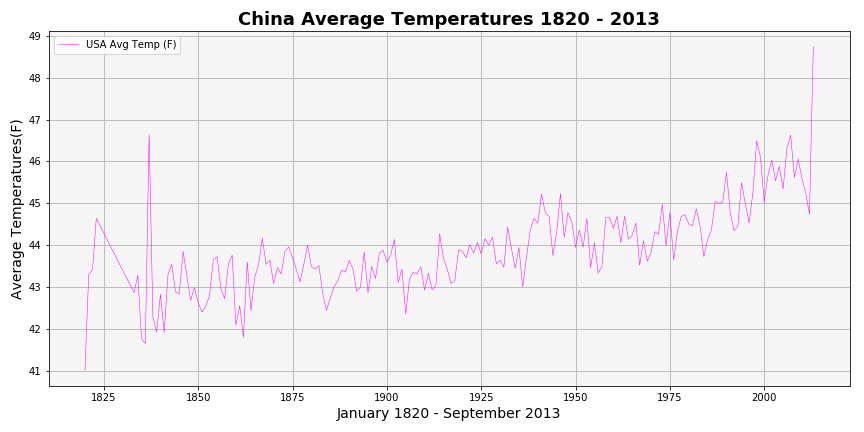 China Average Temperatures 1820 - 2013
USA Avg Temp (F)
Average Temperatures(F)
49
48
47
46
45
44
43
42
41
1825 1850 1875 1900 1925 1950 1975 2000
January 1820 - September 2013